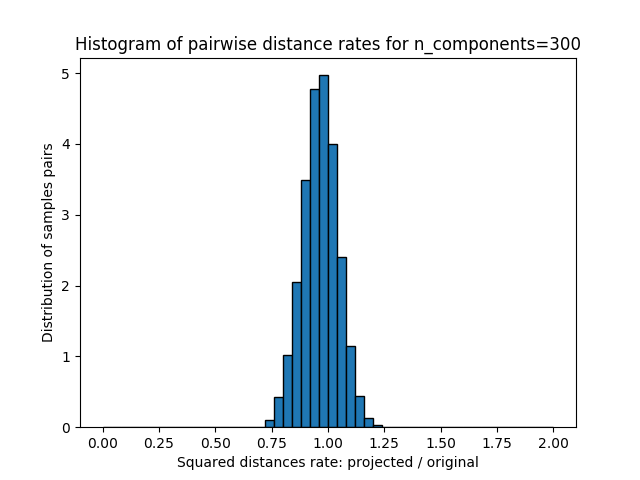 Histogram of pairwise distance rates for n_components=300
5
4
3
2
1
0
Distribution of samples pairs
0.00 0.25 0.50 0.75 1.00 1.25 1.50 1.75 2.00
Squared distances rate: projected / original